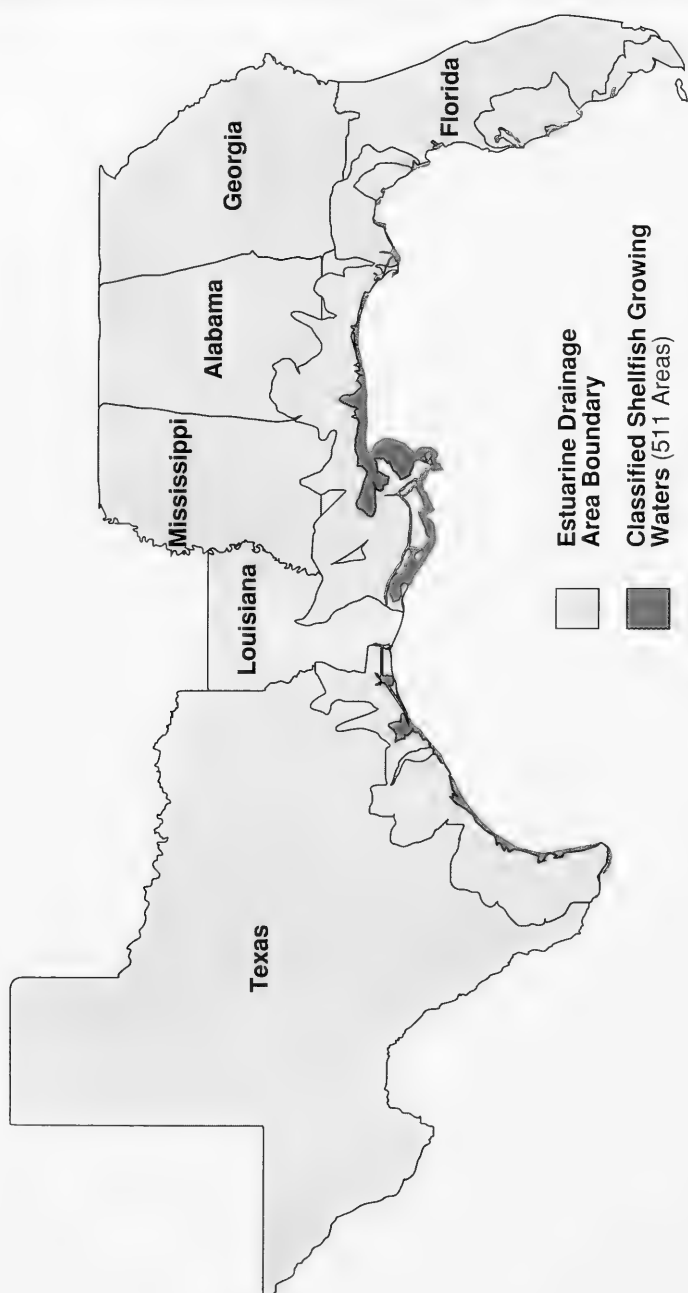 Texas
Louisiana
Mississippi
Alabama
Georgia
Florida
Estuarine Drainage
Area Boundary
Classified Shellfish Growing
Waters (511 Areas)